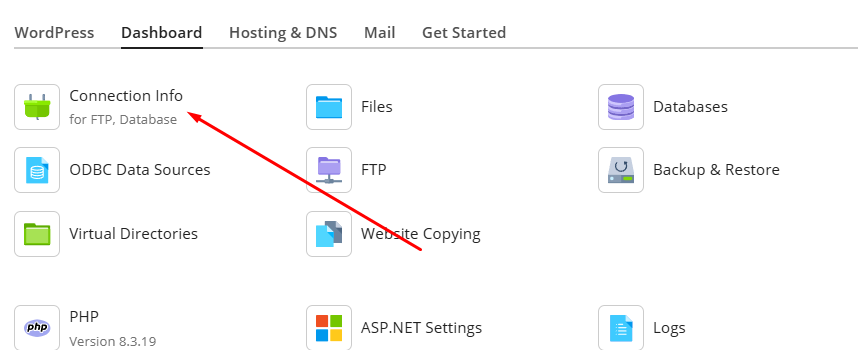 WordPress Dashboard Hosting & DNS Mail Get Started
Connection Info
for FTP, Database
Files
Databases
ODBC Data Sources
FTP
Backup & Restore
Virtual Directories
Website Copying
php
PHP
Version 8.3.19
ASP.NET Settings
Logs